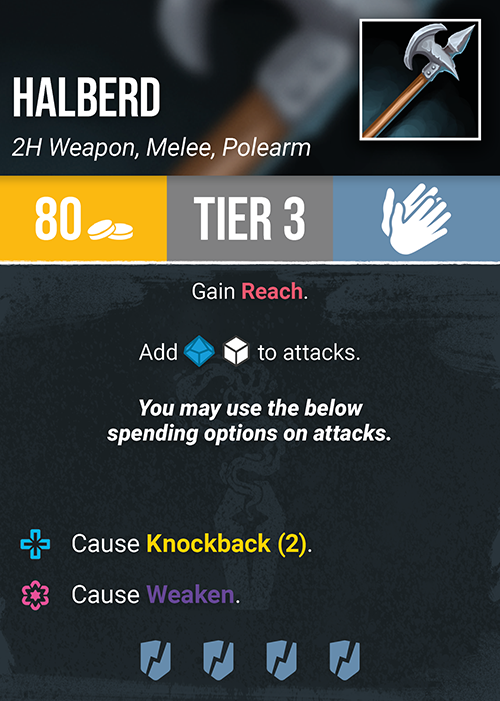 HALBERD
2H Weapon, Melee, Polearm
80
TIER 3
Gain Reach.
Add to attacks.
You may use the below
spending options on attacks.
Cause Knockback (2).
Cause Weaken.